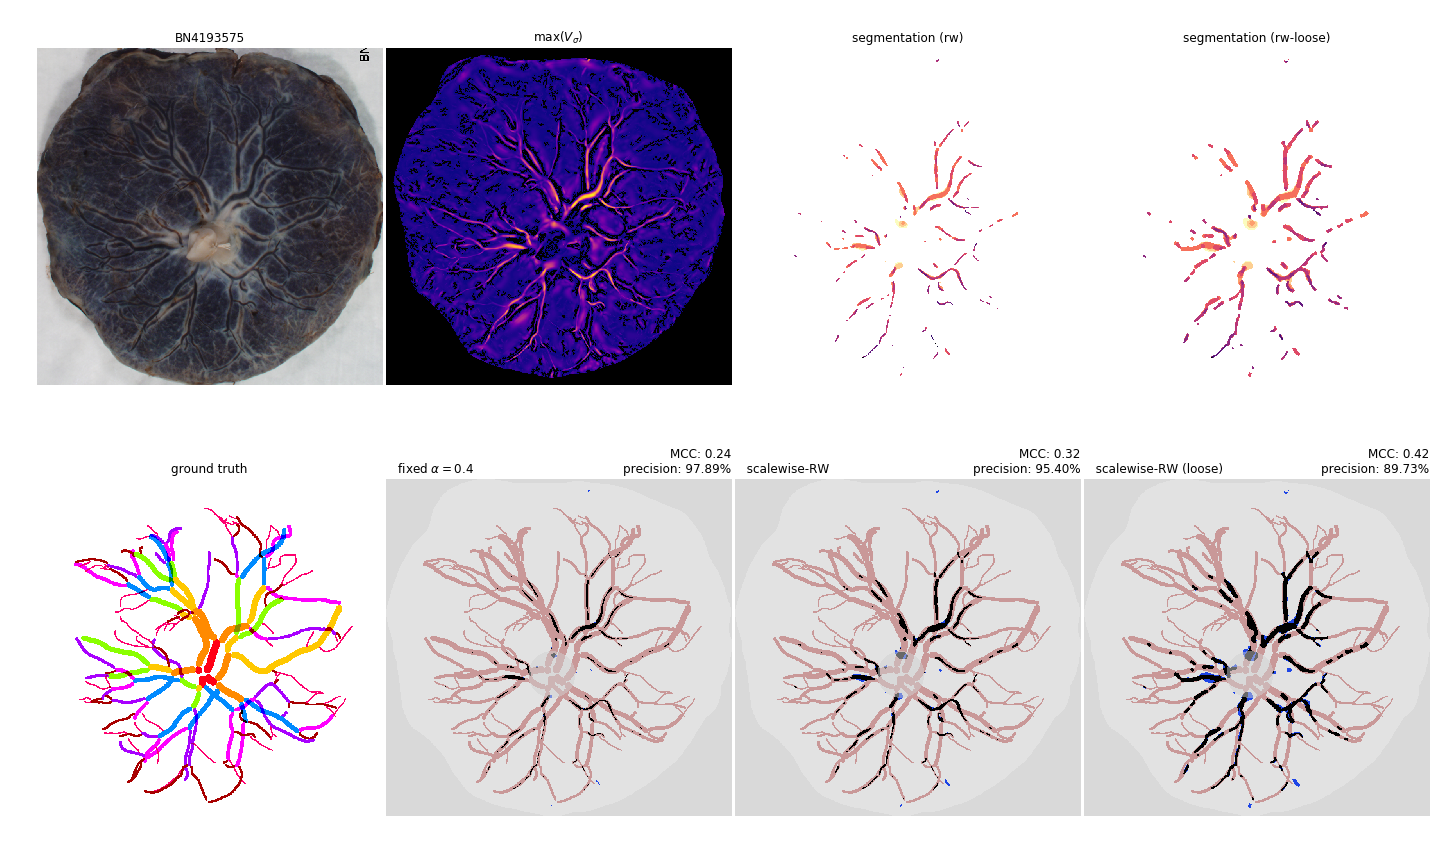 BN4193575
max(V_σ)
segmentation (rw)
segmentation (rw-loose)
BN
ground truth
fixed α = 0.4
MCC: 0.24
precision: 97.89%
scalewise-RW
MCC: 0.32
precision: 95.40%
scalewise-RW (loose)
MCC: 0.42
precision: 89.73%